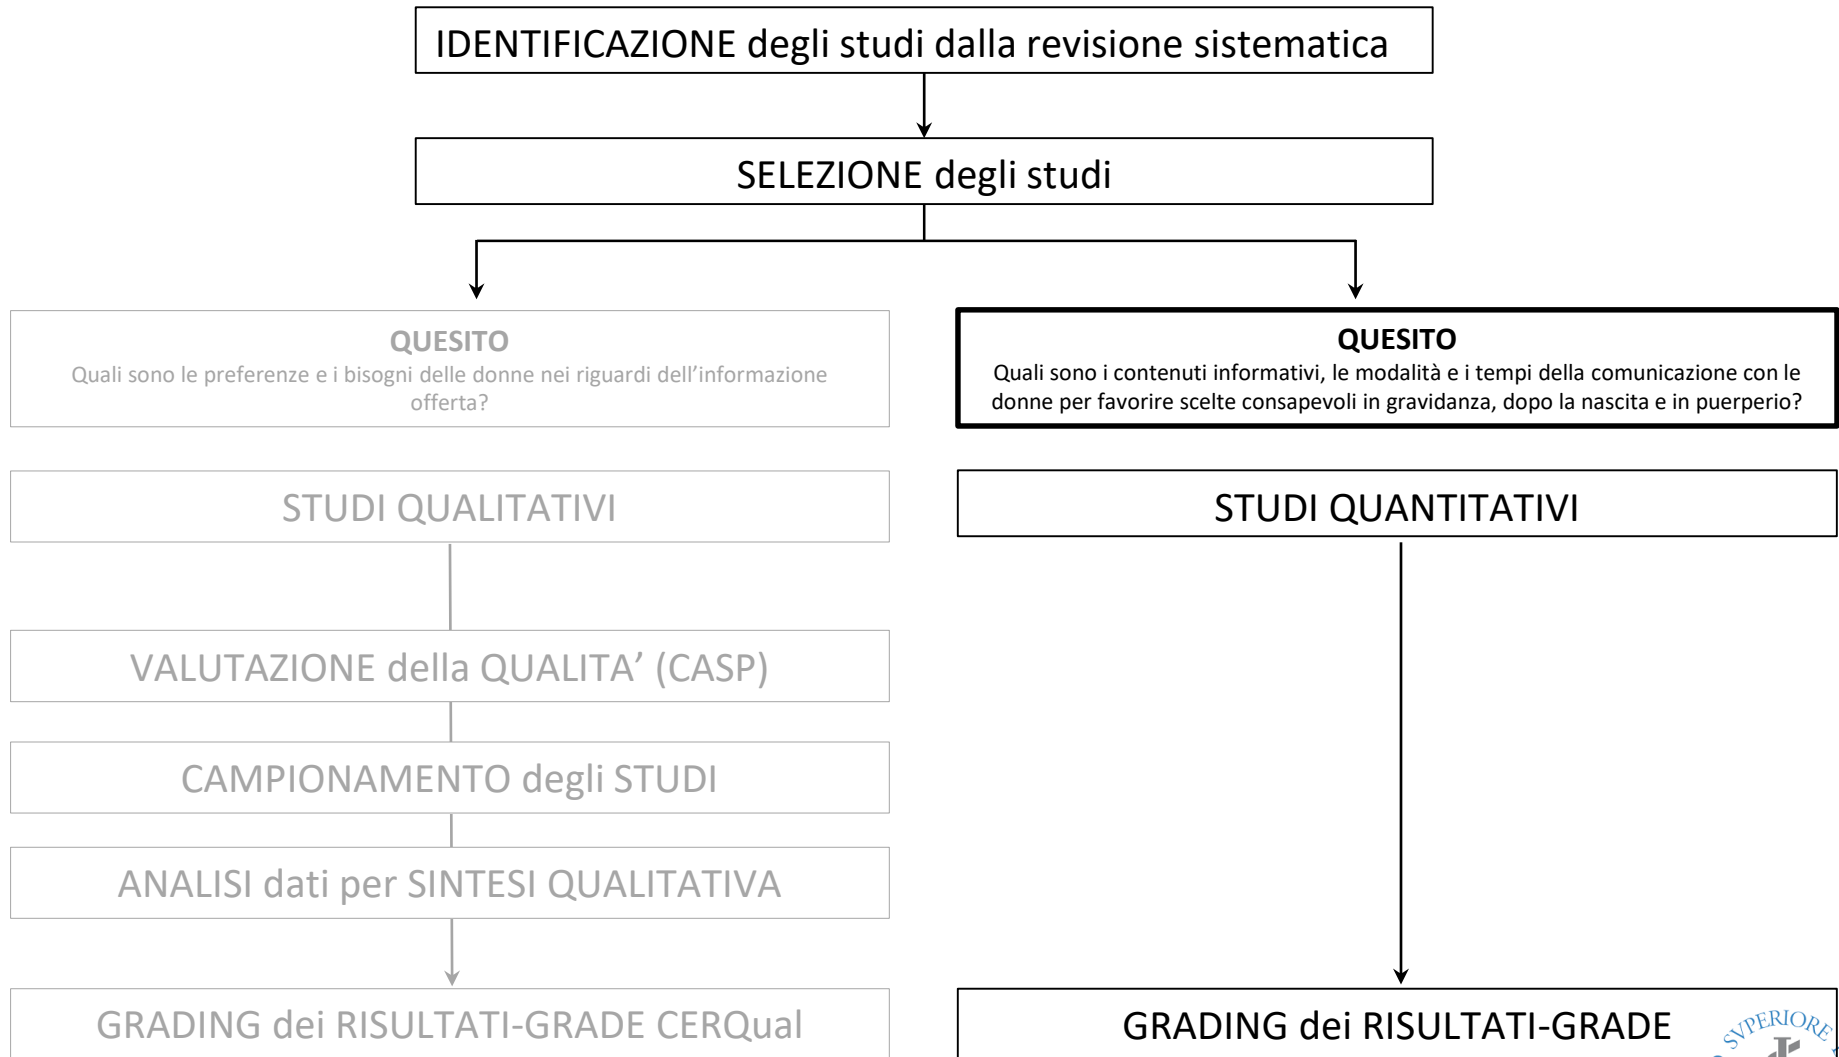 IDENTIFICAZIONE degli studi dalla revisione sistematica
SELEZIONE degli studi
QUESITO
Quali sono le preferenze e i bisogni delle donne nei riguardi dell’informazione
offerta?
QUESITO
Quali sono i contenuti informativi, le modalità e i tempi della comunicazione con le
donne per favorire scelte consapevoli in gravidanza, dopo la nascita e in puerperio?
STUDI QUALITATIVI
STUDI QUANTITATIVI
VALUTAZIONE della QUALITA’ (CASP)
CAMPIONAMENTO degli STUDI
ANALISI dati per SINTESI QUALITATIVA
GRADING dei RISULTATI-GRADE CERQual
GRADING dei RISULTATI-GRADE
SVPERIORE